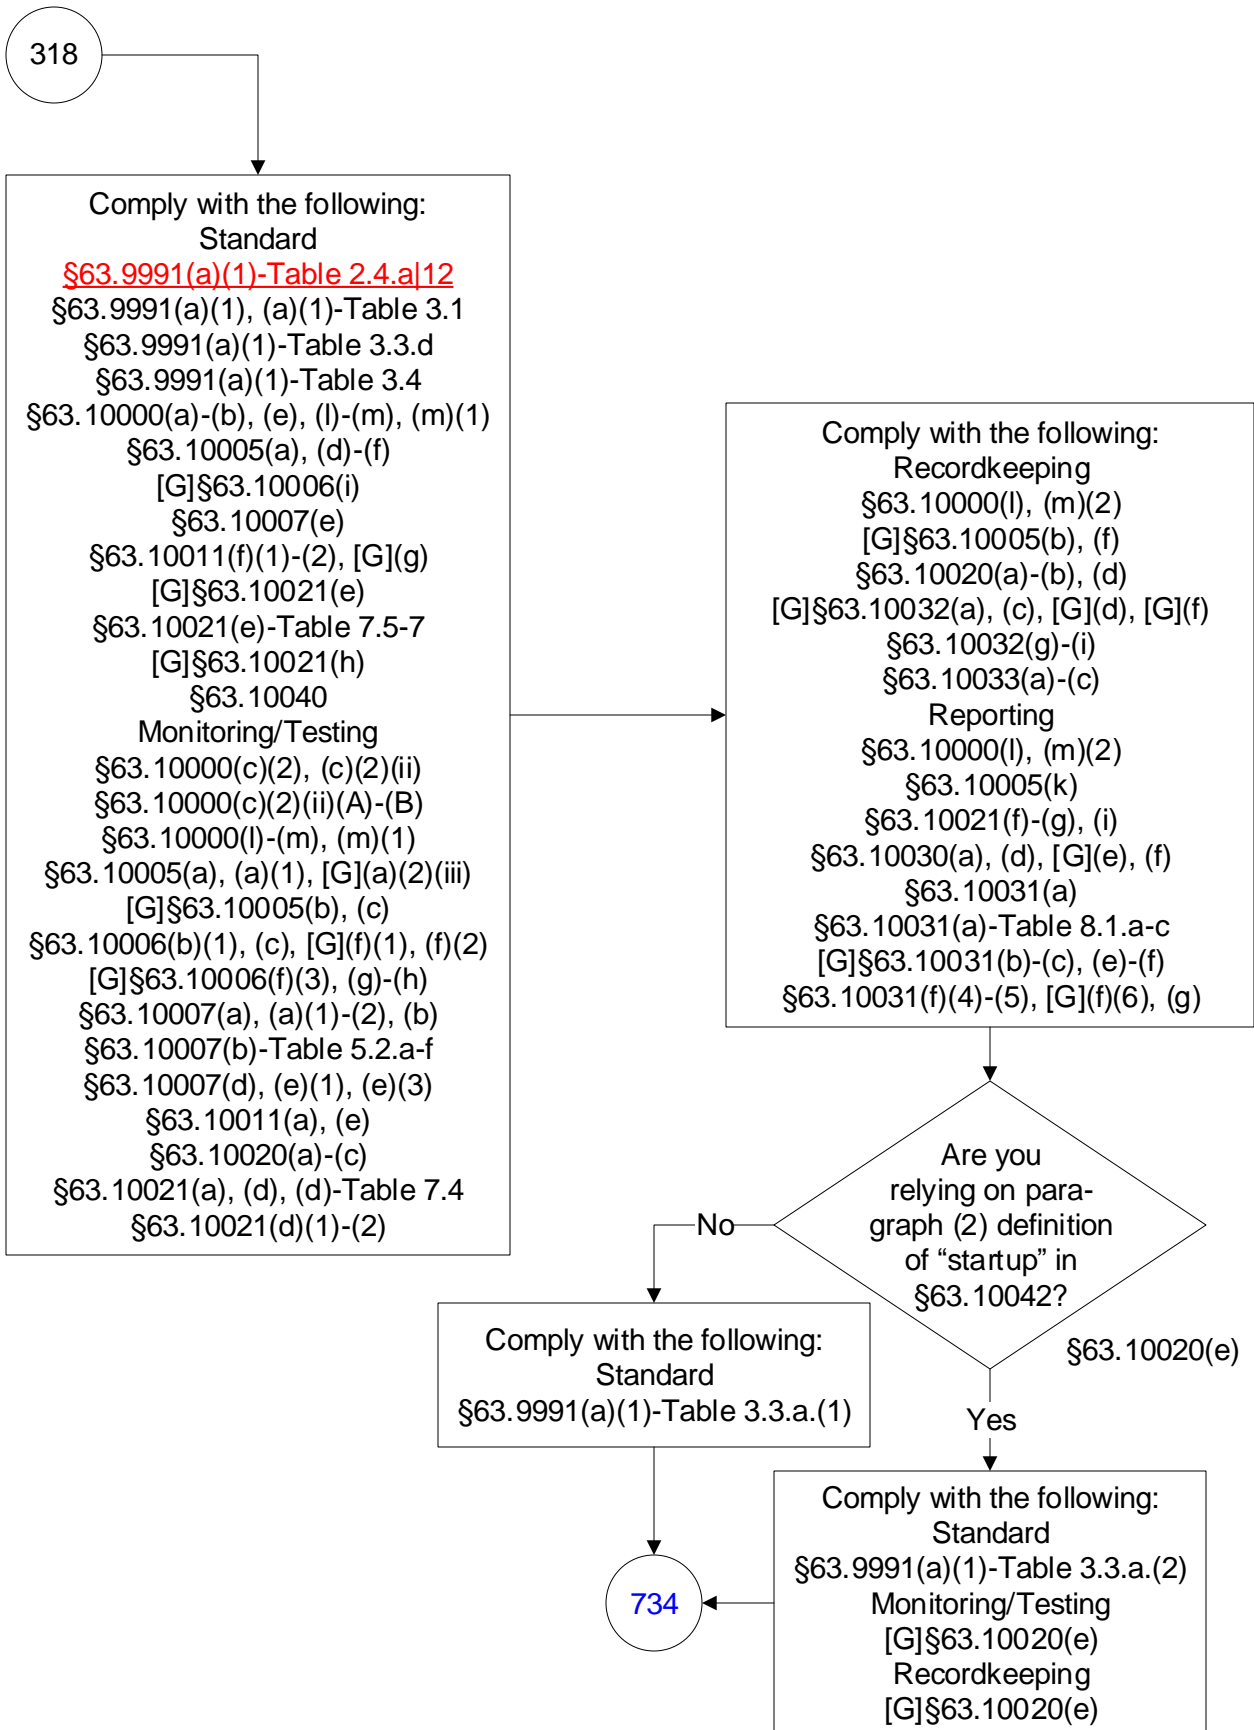 318
Comply with the following:
Standard
§63.9991(a)(1)-Table 2.4.a|12
§63.9991(a)(1), (a)(1)-Table 3.1
§63.9991(a)(1)-Table 3.3.d
§63.9991(a)(1)-Table 3.4
§63.10000(a)-(b), (e), (l)-(m), (m)(1)
§63.10005(a), (d)-(f)
[G]§63.10006(i)
§63.10007(e)
§63.10011(f)(1)-(2), [G](g)
[G]§63.10021(e)
§63.10021(e)-Table 7.5-7
[G]§63.10021(h)
§63.10040
Monitoring/Testing
§63.10000(c)(2), (c)(2)(ii)
§63.10000(c)(2)(ii)(A)-(B)
§63.10000(l)-(m), (m)(1)
§63.10005(a), (a)(1), [G](a)(2)(iii)
[G]§63.10005(b), (c)
§63.10006(b)(1), (c), [G](f)(1), (f)(2)
[G]§63.10006(f)(3), (g)-(h)
§63.10007(a), (a)(1)-(2), (b)
§63.10007(b)-Table 5.2.a-f
§63.10007(d), (e)(1), (e)(3)
§63.10011(a), (e)
§63.10020(a)-(c)
§63.10021(a), (d), (d)-Table 7.4
§63.10021(d)(1)-(2)
Comply with the following:
Recordkeeping
§63.10000(l), (m)(2)
[G]§63.10005(b), (f)
§63.10020(a)-(b), (d)
[G]§63.10032(a), (c), [G](d), [G](f)
§63.10032(g)-(i)
§63.10033(a)-(c)
Reporting
§63.10000(l), (m)(2)
§63.10005(k)
§63.10021(f)-(g), (i)
§63.10030(a), (d), [G](e), (f)
§63.10031(a)
§63.10031(a)-Table 8.1.a-c
[G]§63.10031(b)-(c), (e)-(f)
§63.10031(f)(4)-(5), [G](f)(6), (g)
Are you
relying on para-
graph (2) definition
of “startup” in
§63.10042?
§63.10020(e)
No
Comply with the following:
Standard
§63.9991(a)(1)-Table 3.3.a.(1)
Yes
Comply with the following:
Standard
§63.9991(a)(1)-Table 3.3.a.(2)
Monitoring/Testing
[G]§63.10020(e)
Recordkeeping
[G]§63.10020(e)
734